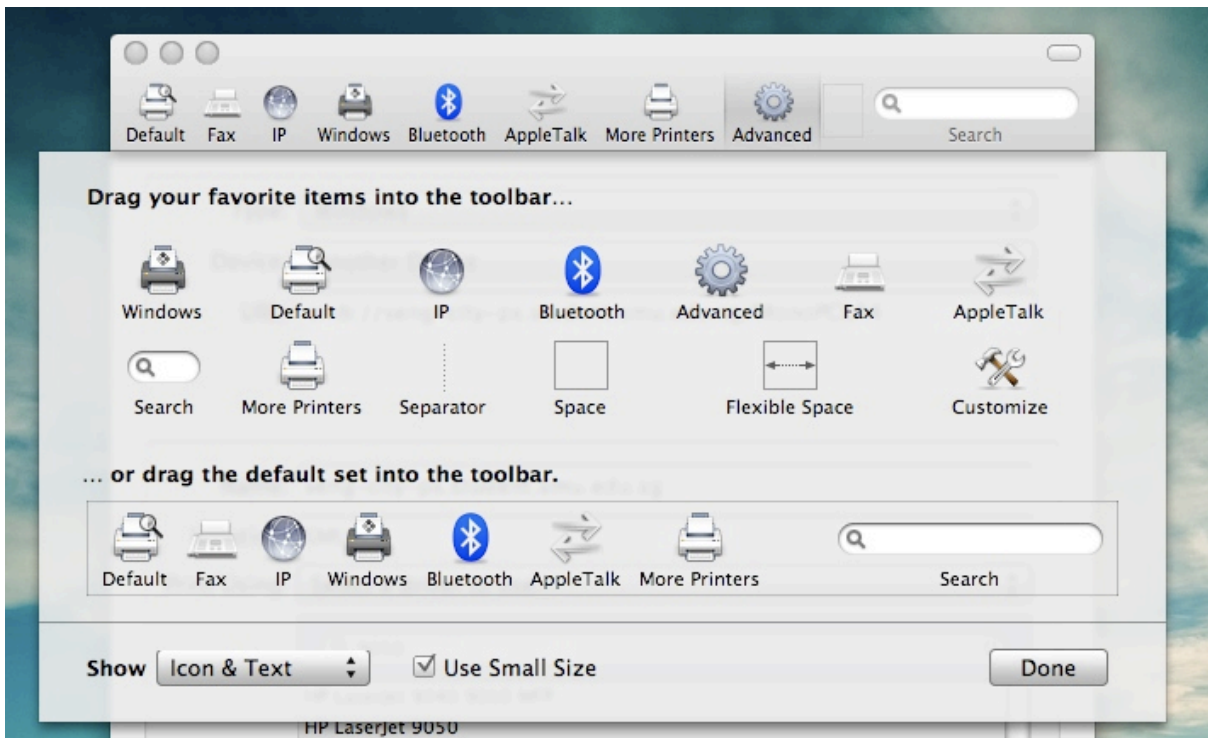 Default Fax IP Windows Bluetooth AppleTalk More Printers Advanced Search
Drag your favorite items into the toolbar...
Windows Default IP Bluetooth Advanced Fax AppleTalk
Search More Printers Separator Space Flexible Space Customize
... or drag the default set into the toolbar.
Default Fax IP Windows Bluetooth AppleTalk More Printers Search
Show Icon & Text Use Small Size Done
HP LaserJet 9050